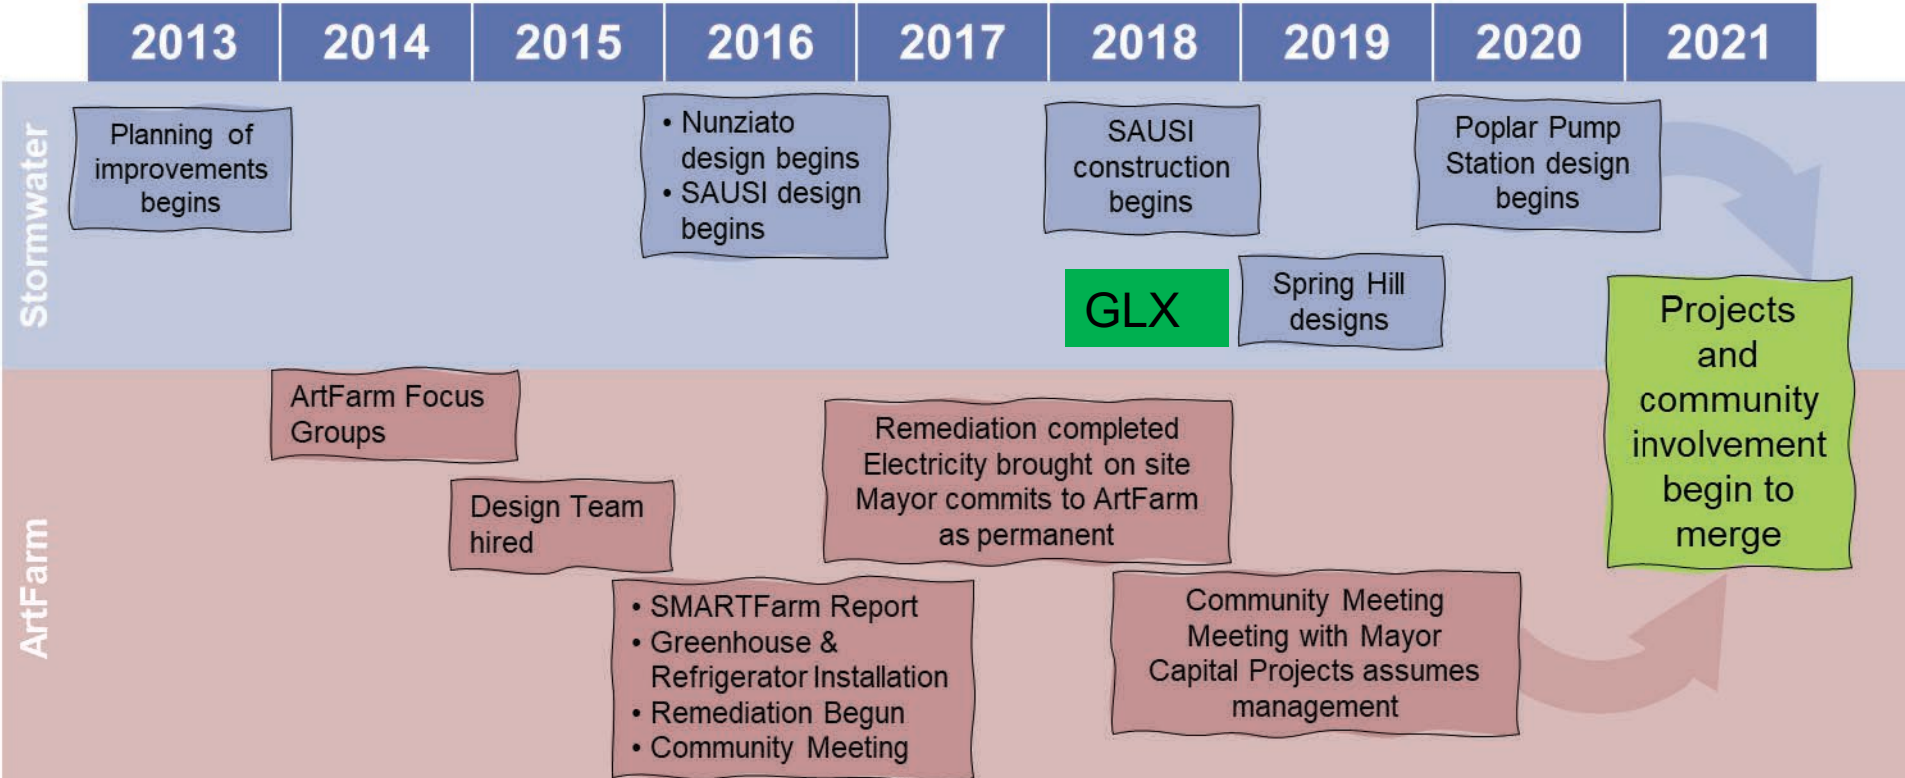 2013 2014 2015 2016 2017 2018 2019 2020 2021
Stormwater
Planning of
improvements
begins
• Nunziato
design begins
• SAUSI design
begins
SAUSI
construction
begins
GLX
Spring Hill
designs
Poplar Pump
Station design
begins
Projects
and
community
involvement
begin to
merge
ArtFarm
ArtFarm Focus
Groups
Design Team
hired
• SMARTFarm Report
• Greenhouse &
Refrigerator Installation
• Remediation Begun
• Community Meeting
Remediation completed
Electricity brought on site
Mayor commits to ArtFarm
as permanent
Community Meeting
Meeting with Mayor
Capital Projects assumes
management